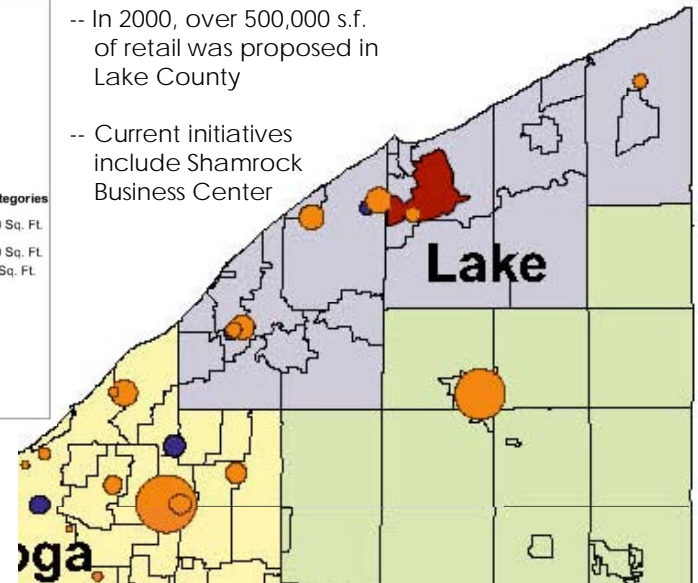 -- In 2000, over 500,000 s.f.
of retail was proposed in
Lake County
-- Current initiatives
include Shamrock
Business Center
tegories
Sq. Ft.
Sq. Ft.
Sq. Ft.
Lake
oga